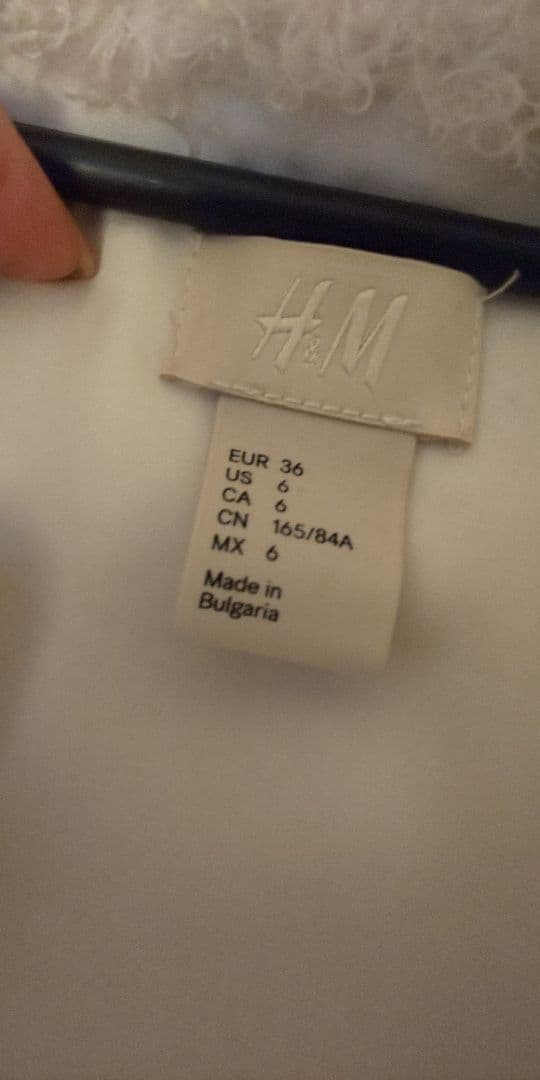 H&M
EUR 36
US 6
CA 6
CN 165/84A
MX 6
Made in
Bulgaria